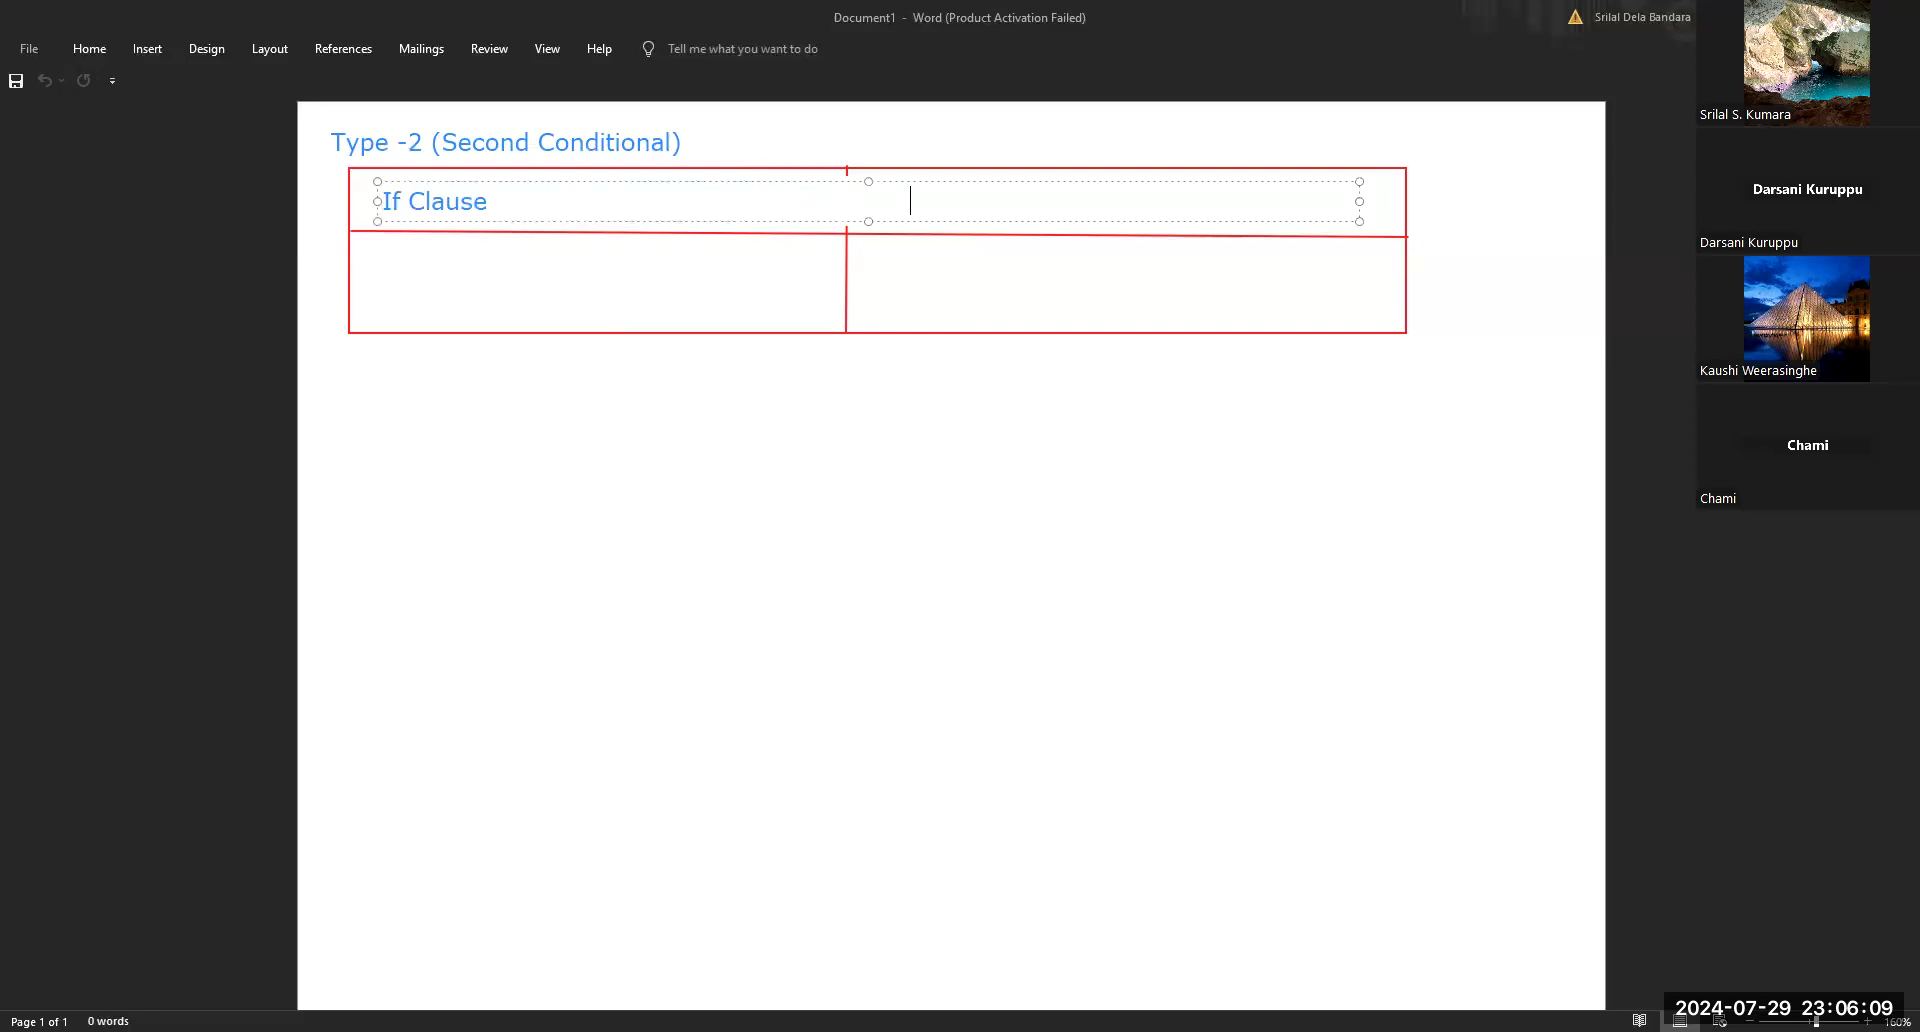 Document1 - Word (Product Activation Failed)
Srilal Dela Bandara
File Home Insert Design Layout References Mailings Review View Help Tell me what you want to do
Type -2 (Second Conditional)
If Clause
Srilal S. Kumara
Darsani Kuruppu
Darsani Kuruppu
Kaushi Weerasinghe
Chami
Chami
2024-07-29 23:06:09
Page 1 of 1 0 words
160%